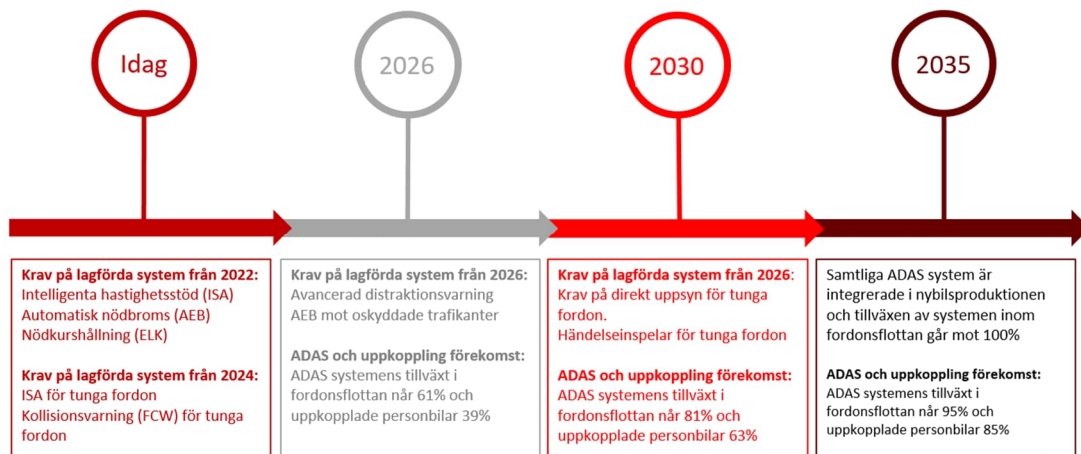 Idag
2026
2030
2035
Krav på lagförda system från 2022:
Intelligenta hastighetsstöd (ISA)
Automatisk nödbroms (AEB)
Nödkurshållning (ELK)
Krav på lagförda system från 2024:
ISA för tunga fordon
Kollisionsvarning (FCW) för tunga
fordon
Krav på lagförda system från 2026:
Avancerad distraktionsvarning
AEB mot oskyddade trafikanter
ADAS och uppkoppling förekomst:
ADAS systemens tillväxt i
fordonsflottan når 61% och
uppkopplade personbilar 39%
Krav på lagförda system från 2026:
Krav på direkt uppsyn för tunga
fordon.
Händelseinspelar för tunga fordon
ADAS och uppkoppling förekomst:
ADAS systemens tillväxt i
fordonsflottan når 81% och
uppkopplade personbilar 63%
Samtliga ADAS system är
integrerade i nybilsproduktionen
och tillväxen av systemen inom
fordonsflottan går mot 100%
ADAS och uppkoppling förekomst:
ADAS systemens tillväxt i
fordonsflottan når 95% och
uppkopplade personbilar 85%